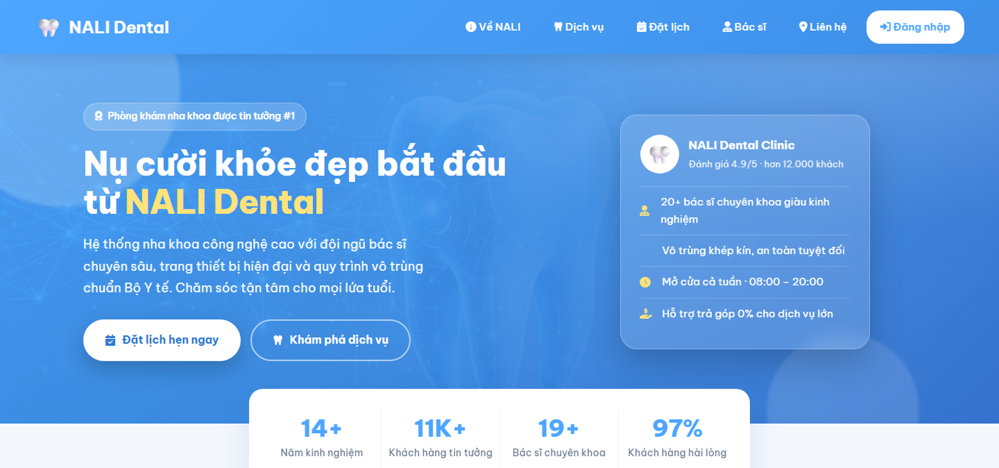 NALI Dental
Về NALI
Dịch vụ
Đặt lịch
Bác sĩ
Liên hệ
Đăng nhập
Phòng khám nha khoa được tin tưởng #1
Nụ cười khỏe đẹp bắt đầu
từ NALI Dental
Hệ thống nha khoa công nghệ cao với đội ngũ bác sĩ
chuyên sâu, trang thiết bị hiện đại và quy trình vô trùng
chuẩn Bộ Y tế. Chăm sóc tận tâm cho mọi lứa tuổi.
Đặt lịch hẹn ngay
Khám phá dịch vụ
NALI Dental Clinic
Đánh giá 4.9/5 · hơn 12.000 khách
20+ bác sĩ chuyên khoa giàu kinh
nghiệm
Vô trùng khép kín, an toàn tuyệt đối
Mở cửa cả tuần · 08:00 – 20:00
Hỗ trợ trả góp 0% cho dịch vụ lớn
14+
Năm kinh nghiệm
11K+
Khách hàng tin tưởng
19+
Bác sĩ chuyên khoa
97%
Khách hàng hài lòng